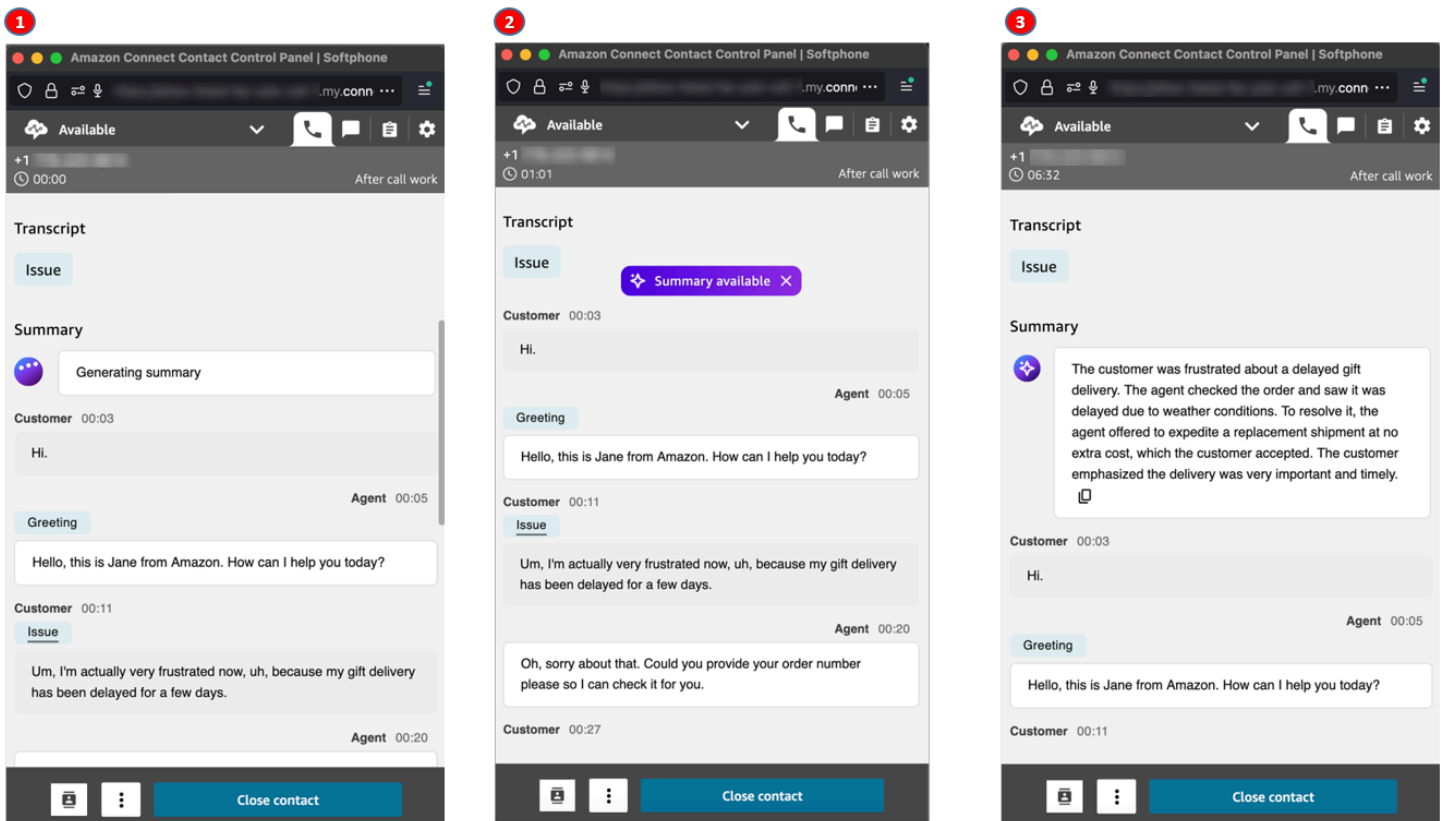 1
Amazon Connect Contact Control Panel | Softphone
.my.conn ···
Available
+1
00:00
After call work
Transcript
Issue
Summary
Generating summary
Customer 00:03
Hi.
Agent 00:05
Greeting
Hello, this is Jane from Amazon. How can I help you today?
Customer 00:11
Issue
Um, I'm actually very frustrated now, uh, because my gift delivery
has been delayed for a few days.
Agent 00:20
Close contact
2
Amazon Connect Contact Control Panel | Softphone
.my.conn ···
Available
+1
01:01
After call work
Transcript
Issue
Summary available
Customer 00:03
Hi.
Agent 00:05
Greeting
Hello, this is Jane from Amazon. How can I help you today?
Customer 00:11
Issue
Um, I'm actually very frustrated now, uh, because my gift delivery
has been delayed for a few days.
Agent 00:20
Oh, sorry about that. Could you provide your order number
please so I can check it for you.
Customer 00:27
Close contact
3
Amazon Connect Contact Control Panel | Softphone
.my.conn ···
Available
+1
06:32
After call work
Transcript
Issue
Summary
The customer was frustrated about a delayed gift
delivery. The agent checked the order and saw it was
delayed due to weather conditions. To resolve it, the
agent offered to expedite a replacement shipment at no
extra cost, which the customer accepted. The customer
emphasized the delivery was very important and timely.
Customer 00:03
Hi.
Agent 00:05
Greeting
Hello, this is Jane from Amazon. How can I help you today?
Customer 00:11
Close contact